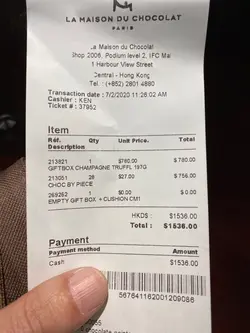 LA MAISON DU CHOCOLAT
PARIS
La Maison du Chocolat
Shop 2006, Podium level 2, IFC Mall
1 Harbour View Street
Central - Hong Kong
Tel. : +(852) 2801 4880
Transaction date : 7/2/2020 11:26:02 AM
Cashier : KEN
Ticket # : 37952
Item
Réf. Qty Unit Price. Total
Description
213821 1 $780.00 $780.00
GIFTBOX CHAMPAGNE TRUFFL 197G
213051 28 $27.00 $756.00
CHOC BY PIECE
269262 1 $0.00 $0.00
EMPTY GIFT BOX + CUSHION CM1
HKD$ : $1536.00
Total : $1536.00
Payment
Payment method Amount
Cash $1536.00
567641162001209086